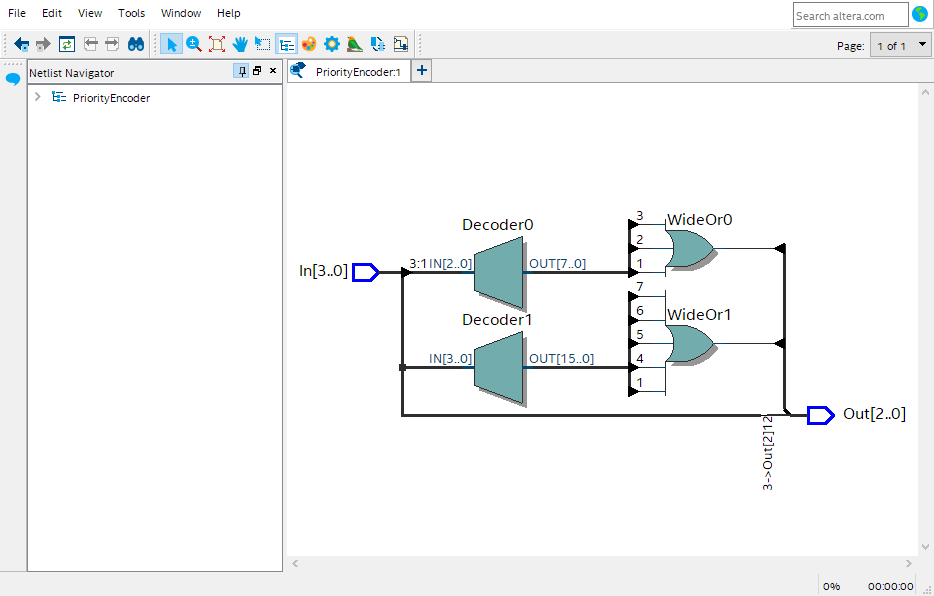 File Edit View Tools Window Help
Search altera.com
Page: 1 of 1
Netlist Navigator
PriorityEncoder:1
PriorityEncoder
Decoder0
WideOr0
3
2
1
In[3..0]
3:1 IN[2..0]
OUT[7..0]
Decoder1
WideOr1
7
6
5
4
1
IN[3..0]
OUT[15..0]
Out[2..0]
3->Out[2]12
0% 00:00:00